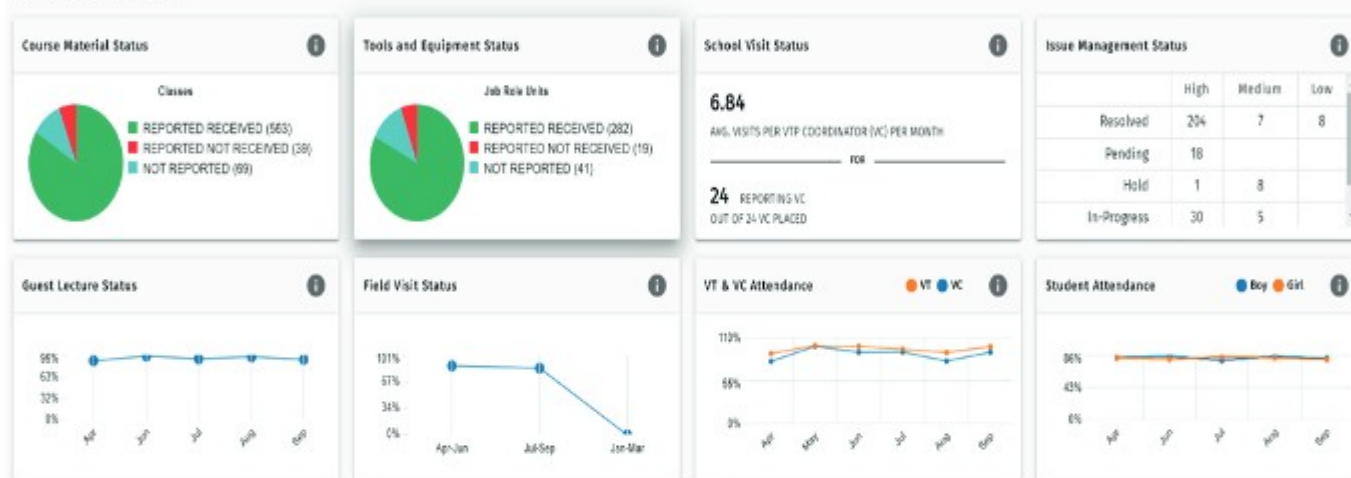 Course Material Status
Classes
REPORTED RECEIVED (563)
REPORTED NOT RECEIVED (39)
NOT REPORTED (69)
Tools and Equipment Status
Job Role Units
REPORTED RECEIVED (282)
REPORTED NOT RECEIVED (19)
NOT REPORTED (41)
School Visit Status
6.84
AVG. VISITS PER VTP COORDINATOR (VC) PER MONTH
FOR
24 REPORTING VC
OUT OF 24 VC PLACED
Issue Management Status
High Medium Low
Resolved 204 7 8
Pending 18
Hold 1 8
In-Progress 30 5
Guest Lecture Status
95%
63%
32%
0%
Apr Jun Jul Aug Sep
Field Visit Status
101%
67%
34%
0%
Apr-Jun Jul-Sep Jan-Mar
VT & VC Attendance
VT VC
110%
55%
0%
Apr May Jun Jul Aug Sep
Student Attendance
Boy Girl
86%
43%
0%
Apr Jun Jul Aug Sep